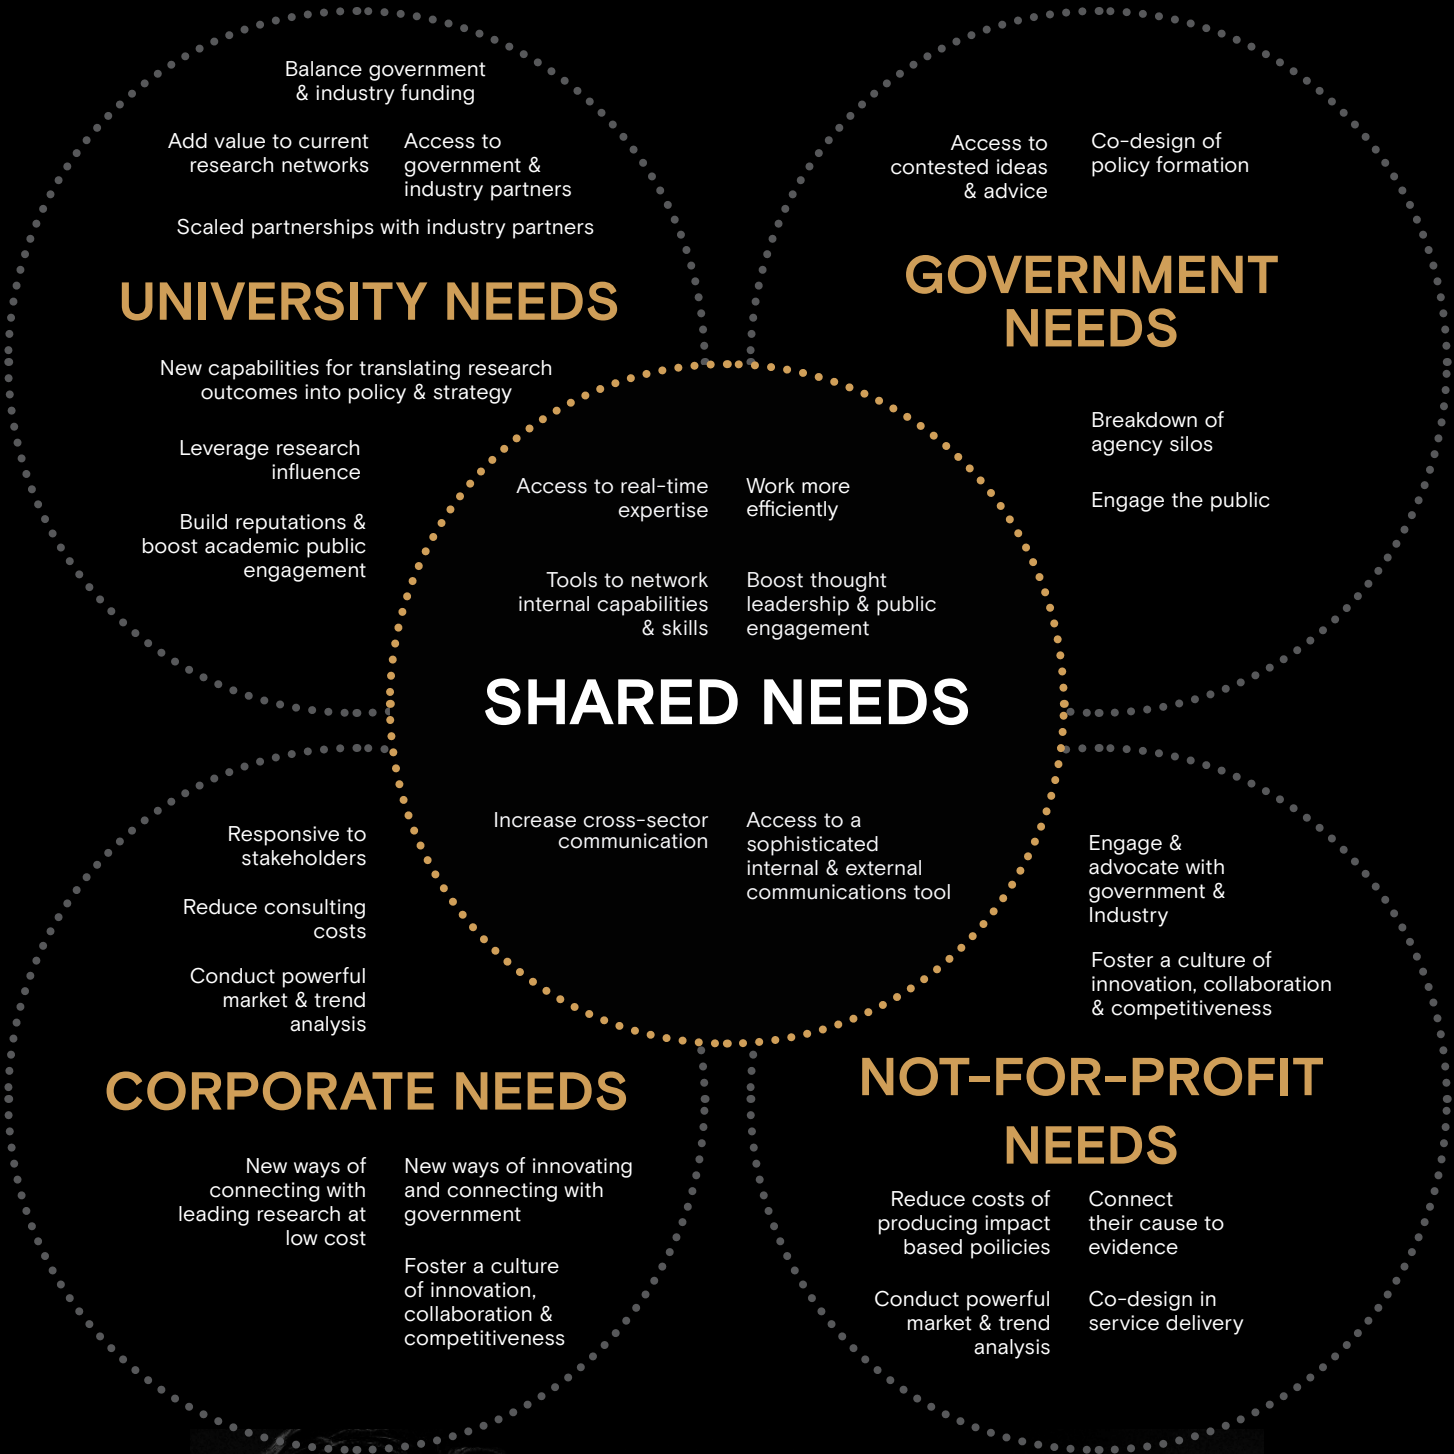 Balance government
& industry funding
Add value to current
research networks
Access to
government &
industry partners
Scaled partnerships with industry partners
UNIVERSITY NEEDS
New capabilities for translating research
outcomes into policy & strategy
Leverage research
influence
Build reputations &
boost academic public
engagement
Access to
contested ideas
& advice
Co-design of
policy formation
GOVERNMENT
NEEDS
Breakdown of
agency silos
Engage the public
Access to real-time
expertise
Work more
efficiently
Tools to network
internal capabilities
& skills
Boost thought
leadership & public
engagement
SHARED NEEDS
Increase cross-sector
communication
Access to a
sophisticated
internal & external
communications tool
Responsive to
stakeholders
Reduce consulting
costs
Conduct powerful
market & trend
analysis
CORPORATE NEEDS
New ways of
connecting with
leading research at
low cost
New ways of innovating
and connecting with
government
Foster a culture
of innovation,
collaboration &
competitiveness
Engage &
advocate with
government &
Industry
Foster a culture of
innovation, collaboration
& competitiveness
NOT-FOR-PROFIT
NEEDS
Reduce costs of
producing impact
based poilicies
Connect
their cause to
evidence
Conduct powerful
market & trend
analysis
Co-design in
service delivery